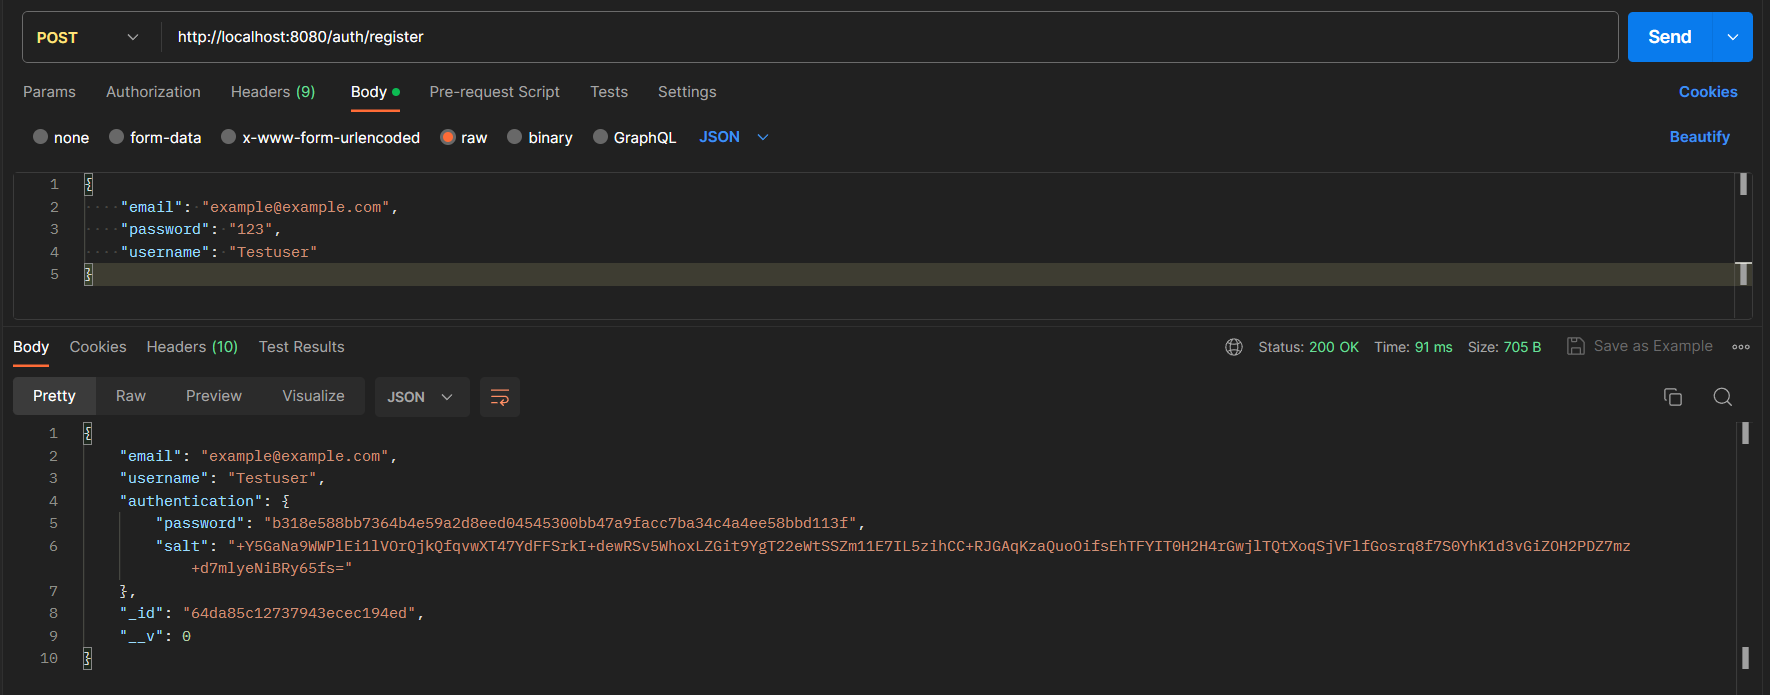 POST http://localhost:8080/auth/register Send
Params Authorization Headers (9) Body Pre-request Script Tests Settings Cookies
none form-data x-www-form-urlencoded raw binary GraphQL JSON Beautify
1 {
2 "email": "example@example.com",
3 "password": "123",
4 "username": "Testuser"
5 }
Body Cookies Headers (10) Test Results Status: 200 OK Time: 91 ms Size: 705 B Save as Example
Pretty Raw Preview Visualize JSON
1 {
2 "email": "example@example.com",
3 "username": "Testuser",
4 "authentication": {
5 "password": "b318e588bb7364b4e59a2d8eed04545300bb47a9facc7ba34c4a4ee58bbd113f",
6 "salt": "+Y5GaNa9WWPlEi1lVOrQjkQfqvwXT47YdFFSrkI+dewRSv5WhoxLZGit9YgT22eWtSSZm11E7IL5zihCC+RJGAqKzaQuoOifsEhTFYIT0H2H4rGwjlTQtXoqSjVFlfGosrq8f7S0YhK1d3vGiZOH2PDZ7mz
+d7mlyeNiBRy65fs="
7 },
8 "_id": "64da85c12737943ecec194ed",
9 "__v": 0
10 }